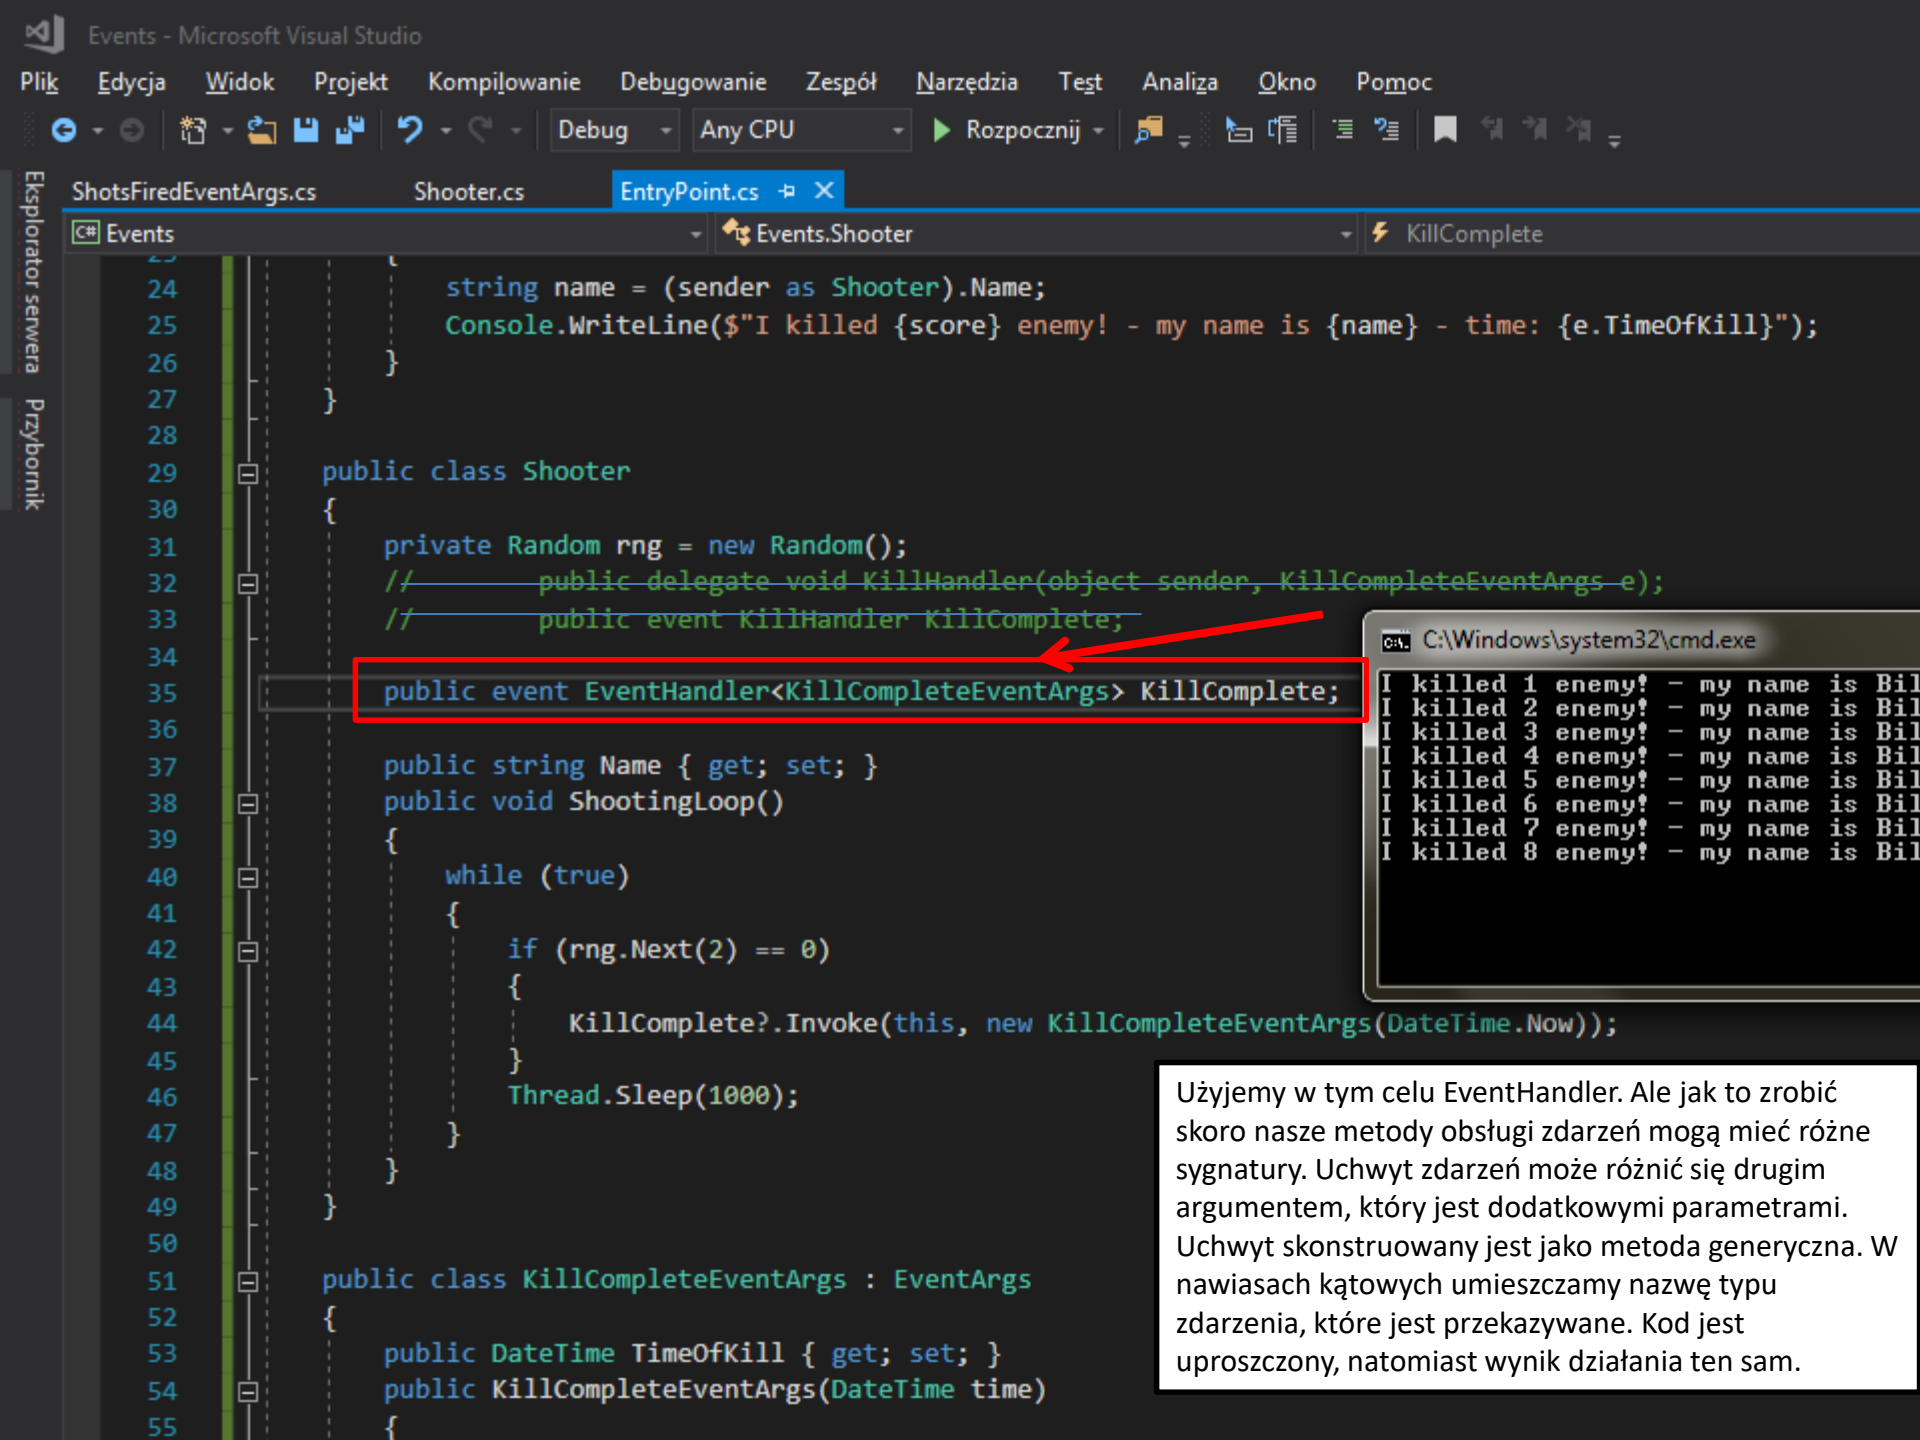 Events - Microsoft Visual Studio
Plik Edycja Widok Projekt Kompilowanie Debugowanie Zespół Narzędzia Test Analiza Okno Pomoc
Debug Any CPU Rozpocznij
Eksplorator serwera
Przybornik
ShotsFiredEventArgs.cs Shooter.cs EntryPoint.cs
C# Events Events.Shooter KillComplete
23 {
24 string name = (sender as Shooter).Name;
25 Console.WriteLine($"I killed {score} enemy! - my name is {name} - time: {e.TimeOfKill}");
26 }
27 }
28
29 public class Shooter
30 {
31 private Random rng = new Random();
32 // public delegate void KillHandler(object sender, KillCompleteEventArgs e);
33 // public event KillHandler KillComplete;
34
35 public event EventHandler<KillCompleteEventArgs> KillComplete;
36
37 public string Name { get; set; }
38 public void ShootingLoop()
39 {
40 while (true)
41 {
42 if (rng.Next(2) == 0)
43 {
44 KillComplete?.Invoke(this, new KillCompleteEventArgs(DateTime.Now));
45 }
46 Thread.Sleep(1000);
47 }
48 }
49 }
50
51 public class KillCompleteEventArgs : EventArgs
52 {
53 public DateTime TimeOfKill { get; set; }
54 public KillCompleteEventArgs(DateTime time)
55 {
C:\Windows\system32\cmd.exe
I killed 1 enemy! - my name is Bil
I killed 2 enemy! - my name is Bil
I killed 3 enemy! - my name is Bil
I killed 4 enemy! - my name is Bil
I killed 5 enemy! - my name is Bil
I killed 6 enemy! - my name is Bil
I killed 7 enemy! - my name is Bil
I killed 8 enemy! - my name is Bil
Użyjemy w tym celu EventHandler. Ale jak to zrobić
skoro nasze metody obsługi zdarzeń mogą mieć różne
sygnatury. Uchwyt zdarzeń może różnić się drugim
argumentem, który jest dodatkowymi parametrami.
Uchwyt skonstruowany jest jako metoda generyczna. W
nawiasach kątowych umieszczamy nazwę typu
zdarzenia, które jest przekazywane. Kod jest
uproszczony, natomiast wynik działania ten sam.